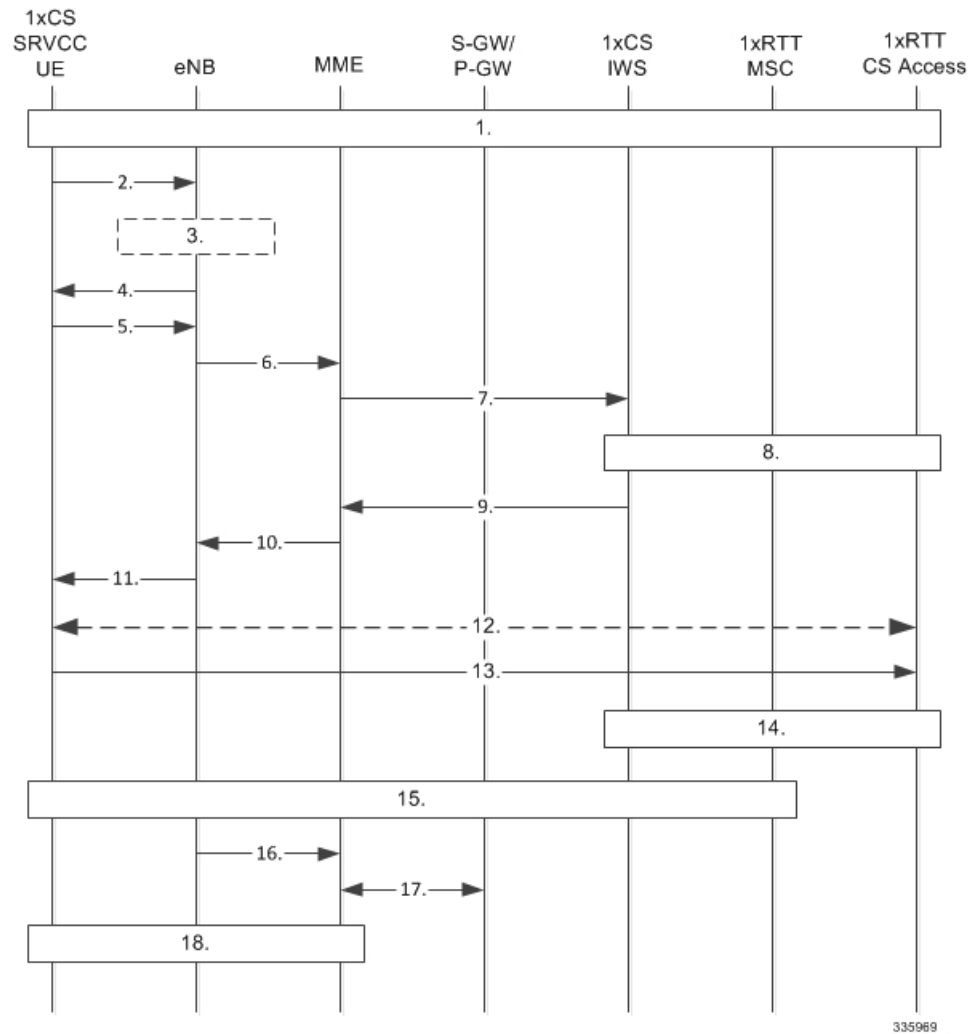 1xCS
SRVCC
UE
eNB
MME
S-GW/
P-GW
1xCS
IWS
1xRTT
MSC
1xRTT
CS Access
1.
2.
3.
4.
5.
6.
7.
8.
9.
10.
11.
12.
13.
14.
15.
16.
17.
18.
335969